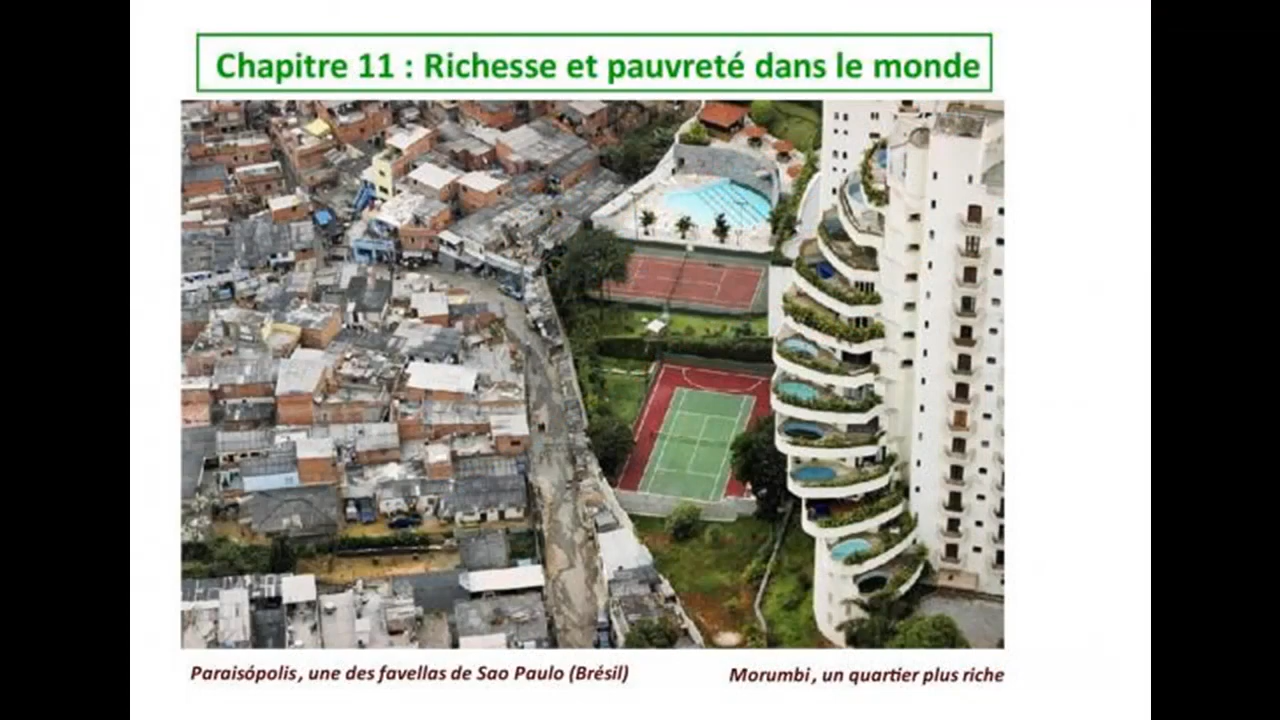 Chapitre 11 : Richesse et pauvreté dans le monde
Paraisópolis, une des favellas de Sao Paulo (Brésil)
Morumbi, un quartier plus riche